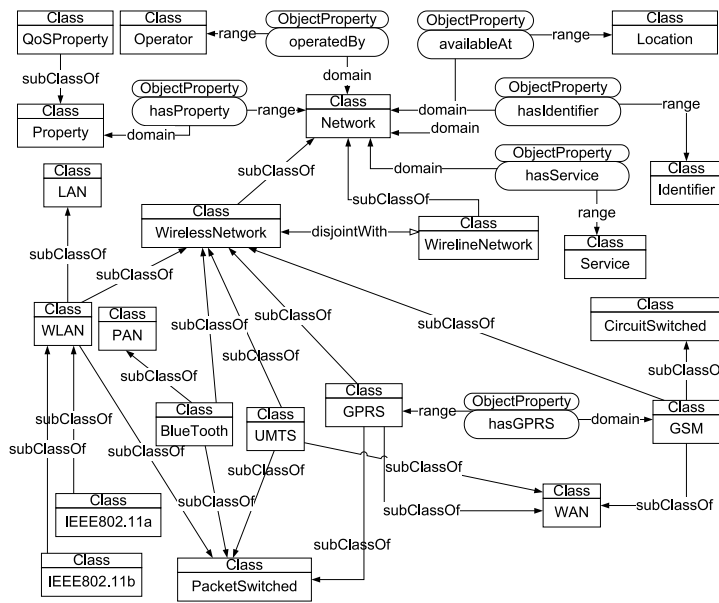 Class
QoSProperty
Class
Operator
range
ObjectProperty
operatedBy
ObjectProperty
availableAt
range
Class
Location
subClassOf
domain
ObjectProperty
hasProperty
range
Class
Network
domain
domain
ObjectProperty
hasIdentifier
range
Class
Property
domain
domain
ObjectProperty
hasService
Class
Identifier
Class
LAN
subClassOf
subClassOf
range
Class
WirelessNetwork
disjointWith
Class
WirelineNetwork
Class
Service
subClassOf
subClassOf
Class
WLAN
Class
PAN
subClassOf
subClassOf
subClassOf
subClassOf
Class
CircuitSwitched
subClassOf
subClassOf
Class
GPRS
range
ObjectProperty
hasGPRS
domain
Class
GSM
Class
BlueTooth
Class
UMTS
subClassOf
subClassOf
subClassOf
subClassOf
subClassOf
subClassOf
subClassOf
Class
WAN
subClassOf
Class
IEEE802.11a
subClassOf
subClassOf
Class
IEEE802.11b
Class
PacketSwitched